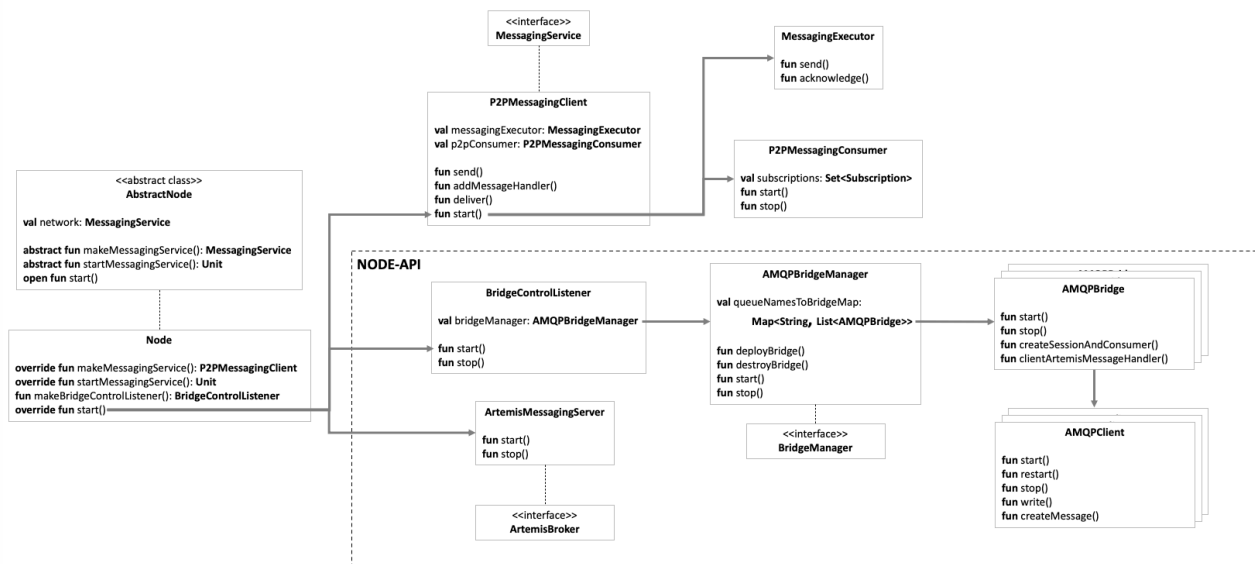 <<interface>>
MessagingService
MessagingExecutor
fun send()
fun acknowledge()
P2PMessagingClient
val messagingExecutor: MessagingExecutor
val p2pConsumer: P2PMessagingConsumer
fun send()
fun addMessageHandler()
fun deliver()
fun start()
P2PMessagingConsumer
val subscriptions: Set<Subscription>
fun start()
fun stop()
<<abstract class>>
AbstractNode
val network: MessagingService
abstract fun makeMessagingService(): MessagingService
abstract fun startMessagingService(): Unit
open fun start()
Node
override fun makeMessagingService(): P2PMessagingClient
override fun startMessagingService(): Unit
fun makeBridgeControlListener(): BridgeControlListener
override fun start()
NODE-API
BridgeControlListener
val bridgeManager: AMQPBridgeManager
fun start()
fun stop()
AMQPBridgeManager
val queueNamesToBridgeMap:
Map<String, List<AMQPBridge>>
fun deployBridge()
fun destroyBridge()
fun start()
fun stop()
<<interface>>
BridgeManager
AMQPBridge
fun start()
fun stop()
fun createSessionAndConsumer()
fun clientArtemisMessageHandler()
ArtemisMessagingServer
fun start()
fun stop()
<<interface>>
ArtemisBroker
AMQPClient
fun start()
fun restart()
fun stop()
fun write()
fun createMessage()